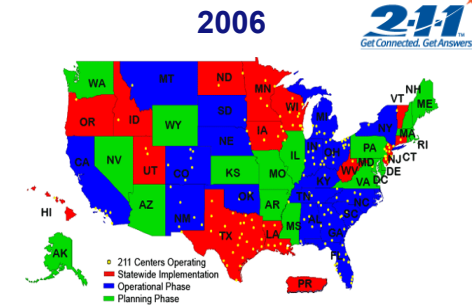 2006
2-1-1
Get Connected. Get Answers
WA
MT
ND
MN
VT
NH
ME
OR
ID
SD
WI
MI
NY
MA
RI
WY
IA
NE
PA
CT
NJ
NV
UT
CO
KS
MO
IL
IN
OH
WV
MD
DE
DC
VA
CA
KY
AZ
NM
OK
AR
TN
NC
SC
HI
TX
LA
MS
AL
GA
AK
FL
PR
211 Centers Operating
Statewide Implementation
Operational Phase
Planning Phase